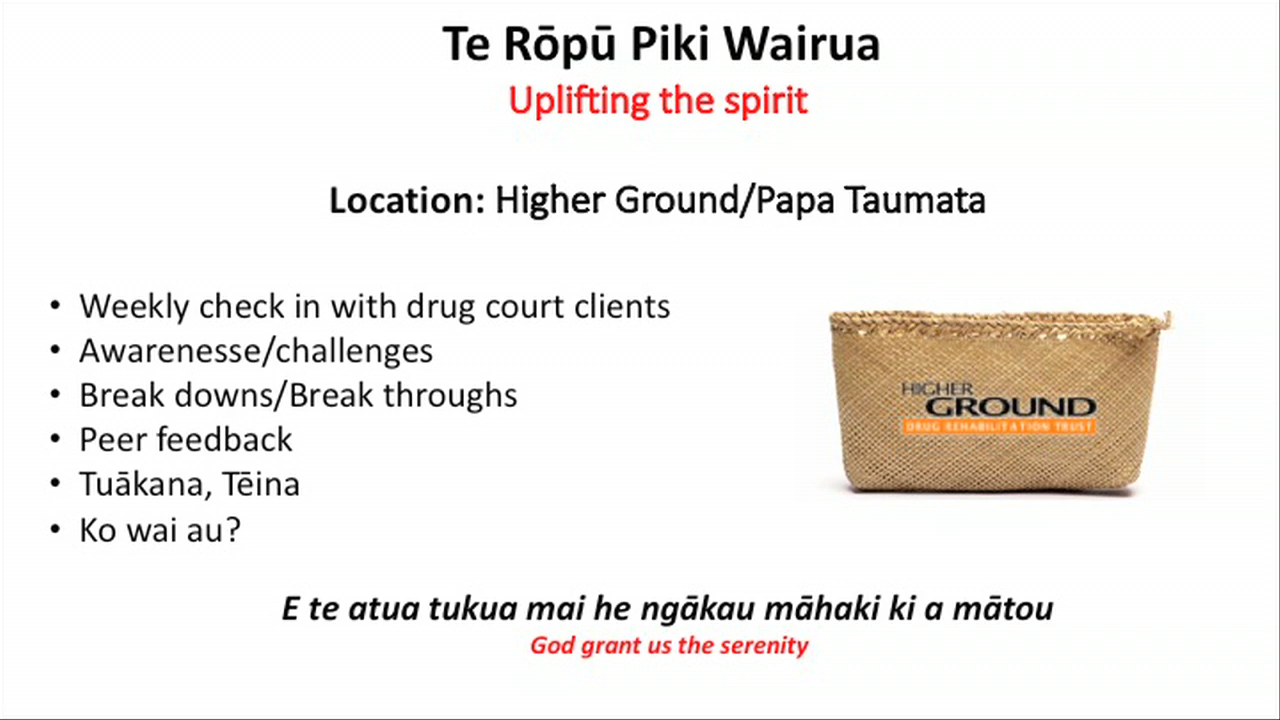 Te Rōpū Piki Wairua
Uplifting the spirit
Location: Higher Ground/Papa Taumata
• Weekly check in with drug court clients
• Awarenesse/challenges
• Break downs/Break throughs
• Peer feedback
• Tuākana, Tēina
• Ko wai au?
HIGHER
GROUND
DRUG REHABILITATION TRUST
E te atua tukua mai he ngākau māhaki ki a mātou
God grant us the serenity